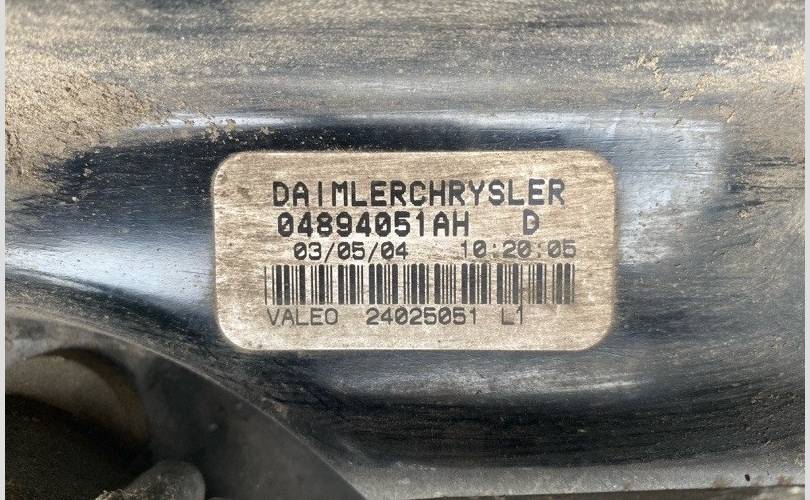 DAIMLERCHRYSLER
04894051AH D
03/05/04 10:20:05
VALEO 24025051 L1